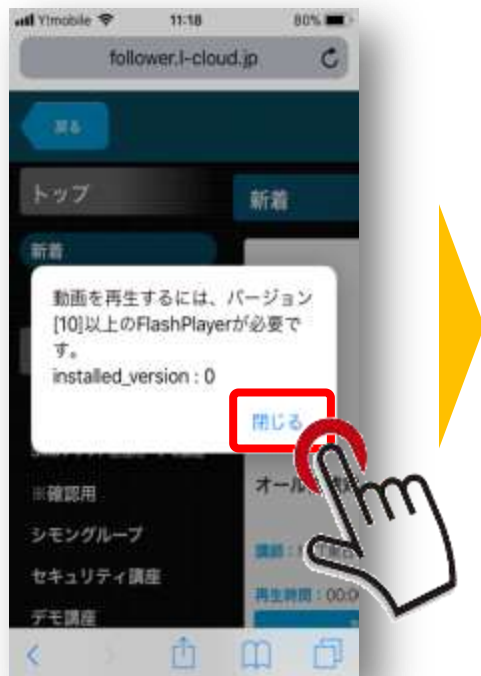 Y!mobile 11:18 80%
follower.l-cloud.jp
戻る
トップ
新着
新着
動画を再生するには、バージョン
[10]以上のFlashPlayerが必要で
す。
installed_version : 0
閉じる
※確認用
オール
シモングループ
講師：
セキュリティ講座
再生時間：00:0
デモ講座